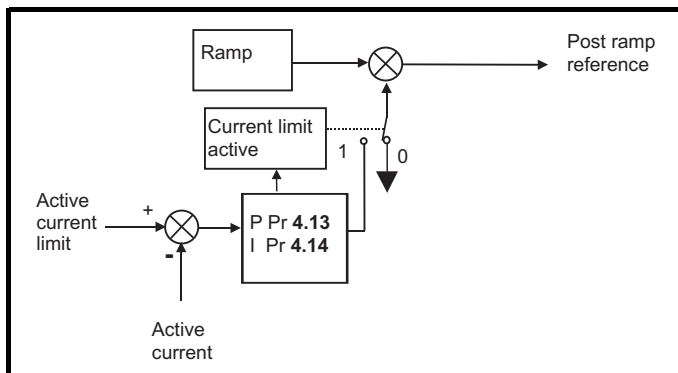 Ramp
Post ramp
reference
Current limit
active
1
0
Active
current
limit
+
-
P Pr 4.13
I Pr 4.14
Active
current